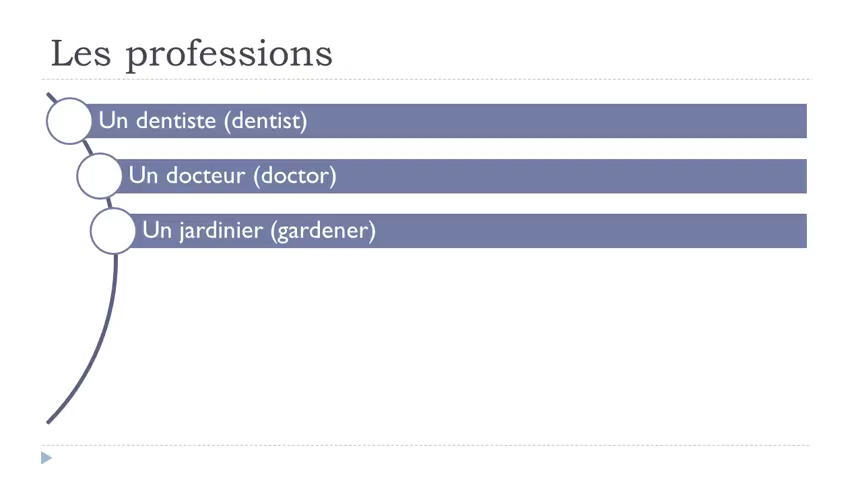 Les professions
Un dentiste (dentist)
Un docteur (doctor)
Un jardinier (gardener)